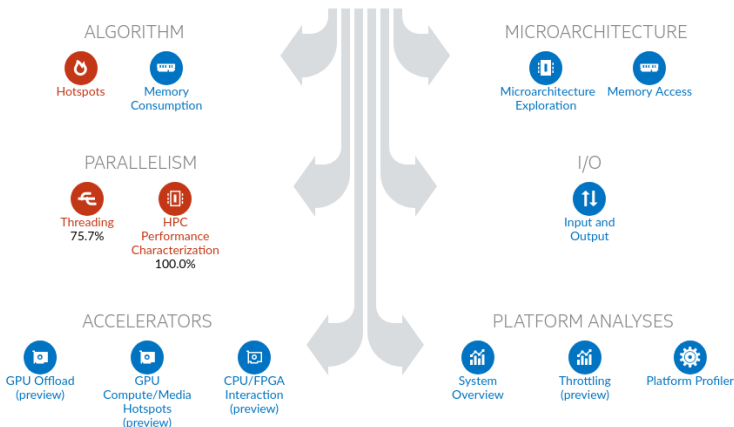 ALGORITHM
Hotspots
Memory
Consumption
MICROARCHITECTURE
Microarchitecture
Exploration
Memory Access
PARALLELISM
Threading
75.7%
HPC
Performance
Characterization
100.0%
I/O
Input and
Output
ACCELERATORS
GPU Offload
(preview)
GPU
Compute/Media
Hotspots
(preview)
CPU/FPGA
Interaction
(preview)
PLATFORM ANALYSES
System
Overview
Throttling
(preview)
Platform Profiler